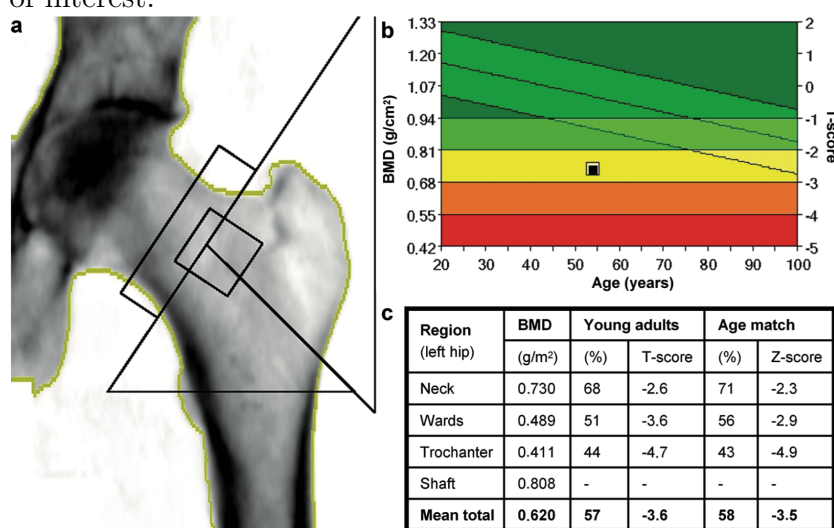 of interest.
a
b
1.33
1.20
1.07
0.94
0.81
0.68
0.55
0.42
BMD (g/cm²)
2
1
0
-1
-2
-3
-4
-5
T-score
20 30 40 50 60 70 80 90 100
Age (years)
c
Region (left hip) BMD Young adults Age match
(g/m²) (%) T-score (%) Z-score
Neck 0.730 68 -2.6 71 -2.3
Wards 0.489 51 -3.6 56 -2.9
Trochanter 0.411 44 -4.7 43 -4.9
Shaft 0.808 - - - -
Mean total 0.620 57 -3.6 58 -3.5